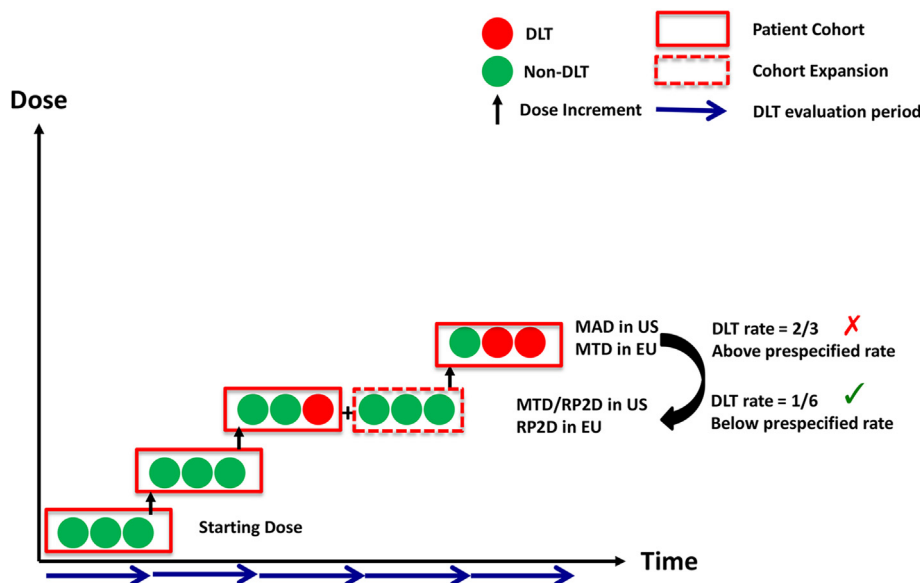 DLT
Patient Cohort
Non-DLT
Cohort Expansion
Dose Increment
DLT evaluation period
Dose
MAD in US
MTD in EU
DLT rate = 2/3 ✗
Above prespecified rate
MTD/RP2D in US
RP2D in EU
DLT rate = 1/6 ✓
Below prespecified rate
+
Starting Dose
Time